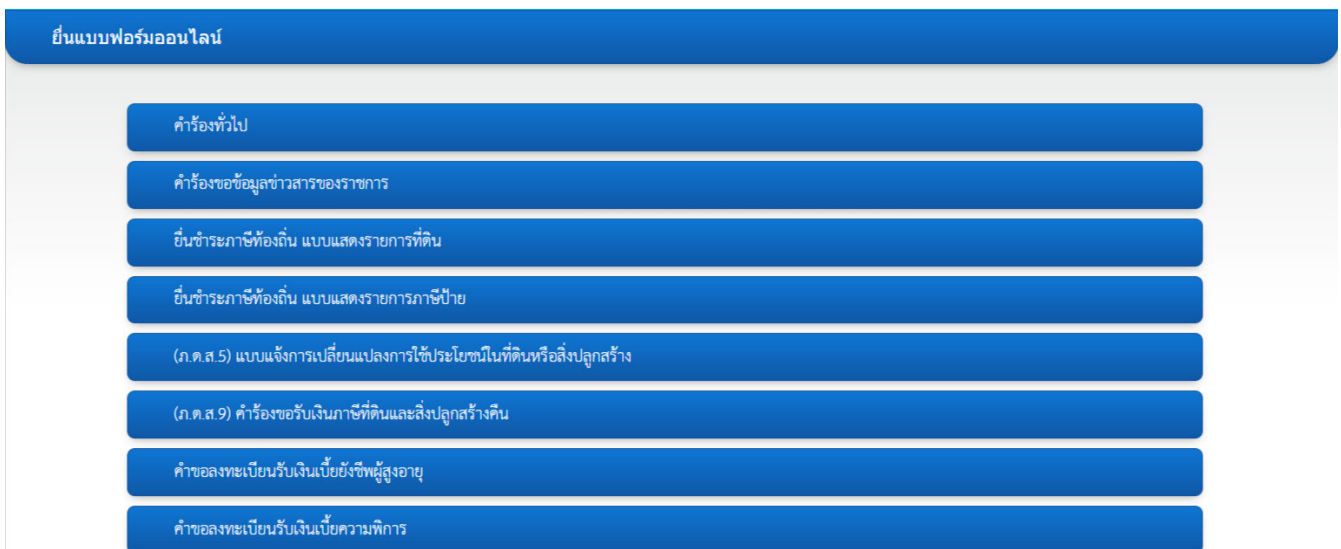 ยื่นแบบฟอร์มออนไลน์
คำร้องทั่วไป
คำร้องขอข้อมูลข่าวสารของราชการ
ยื่นชำระภาษีท้องถิ่น แบบแสดงรายการที่ดิน
ยื่นชำระภาษีท้องถิ่น แบบแสดงรายการภาษีป้าย
(ภ.ด.ส.5) แบบแจ้งการเปลี่ยนแปลงการใช้ประโยชน์ในที่ดินหรือสิ่งปลูกสร้าง
(ภ.ด.ส.9) คำร้องขอรับเงินภาษีที่ดินและสิ่งปลูกสร้างคืน
คำขอลงทะเบียนรับเงินเบี้ยยังชีพผู้สูงอายุ
คำขอลงทะเบียนรับเงินเบี้ยความพิการ